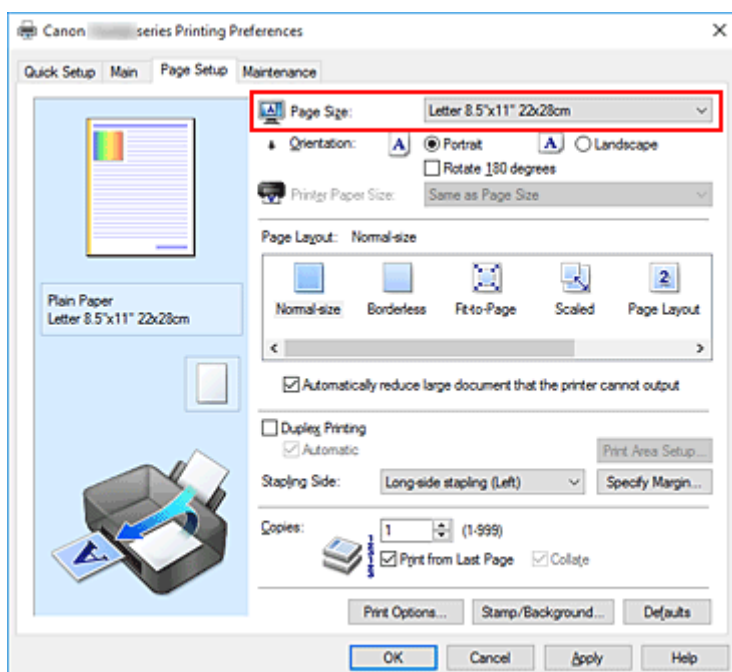 Canon series Printing Preferences
Quick Setup Main Page Setup Maintenance
Page Size: Letter 8.5"x11" 22x28cm
Orientation: A Portrait A Landscape
Rotate 180 degrees
Printer Paper Size: Same as Page Size
Page Layout: Normal-size
Normal-size Borderless Fit-to-Page Scaled Page Layout
Automatically reduce large document that the printer cannot output
Plain Paper
Letter 8.5"x11" 22x28cm
Duplex Printing
Automatic
Print Area Setup...
Stapling Side: Long-side stapling (Left) Specify Margin...
Copies: 1 (1-999)
Print from Last Page Collate
Print Options... Stamp/Background... Defaults
OK Cancel Apply Help